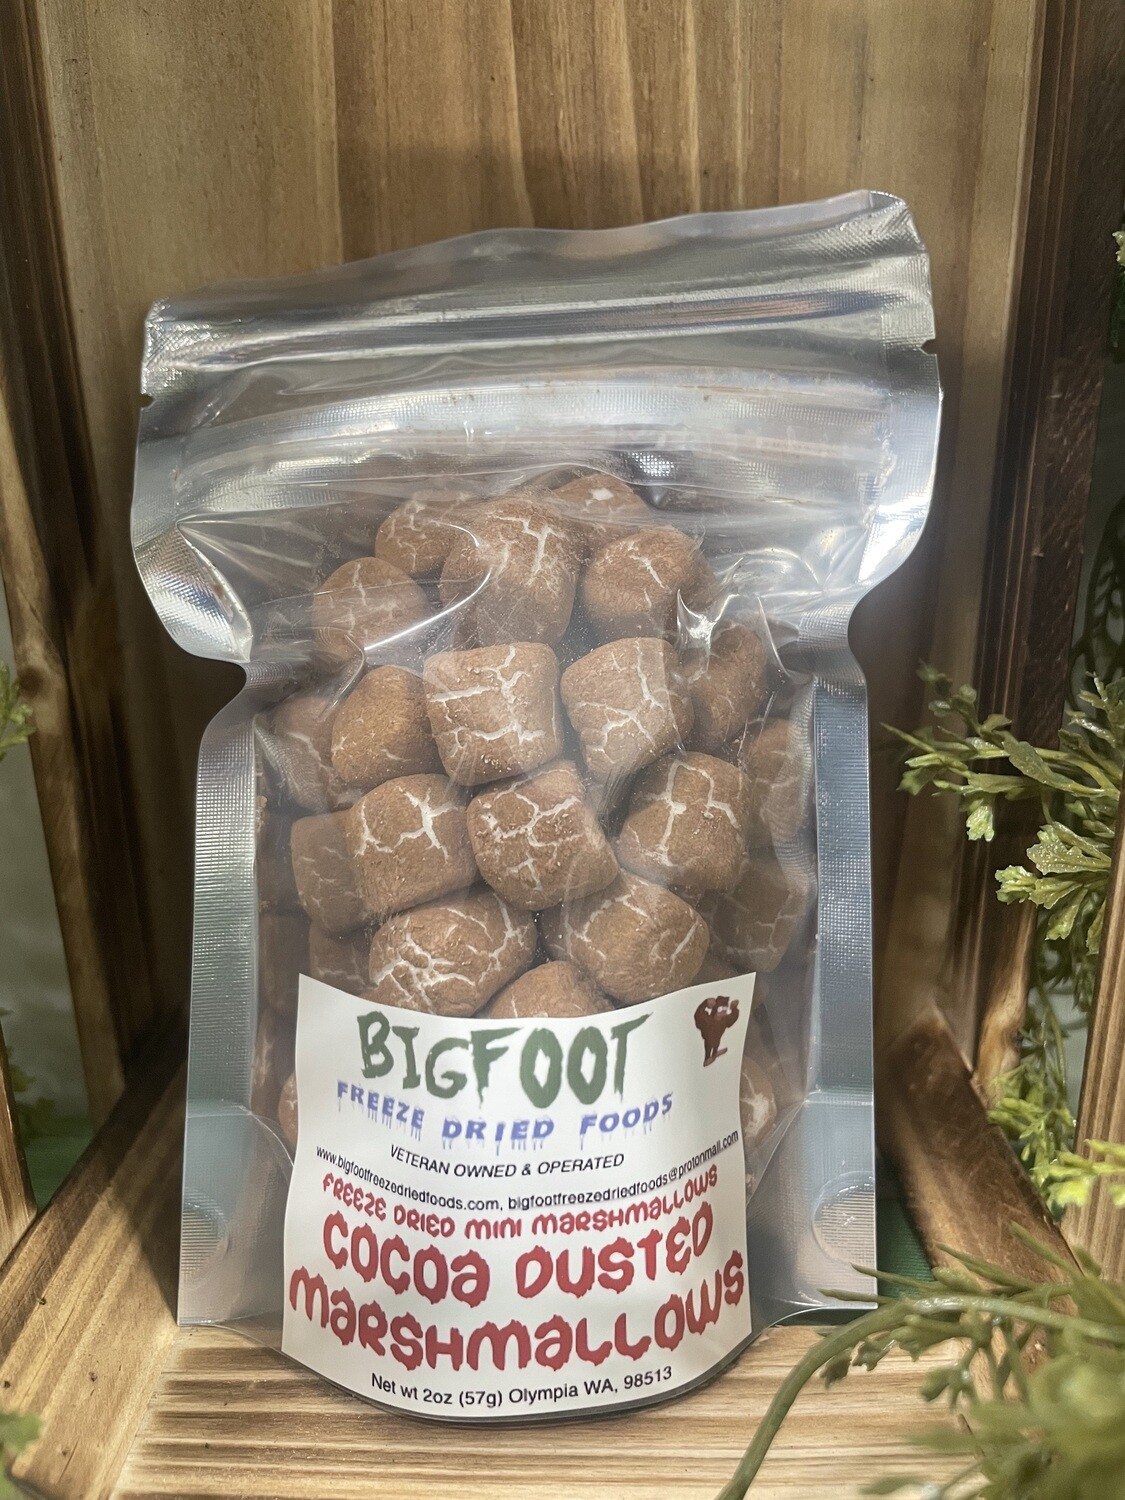 BIGFOOT
FREEZE DRIED FOODS
VETERAN OWNED & OPERATED
www.bigfootfreezedriedfoods.com, bigfootfreezedriedfoods@protonmail.com
FREEZE DRIED MINI MARSHMALLOWS
COCOA DUSTED
MARSHMALLOWS
Net wt 2oz (57g) Olympia WA, 98513